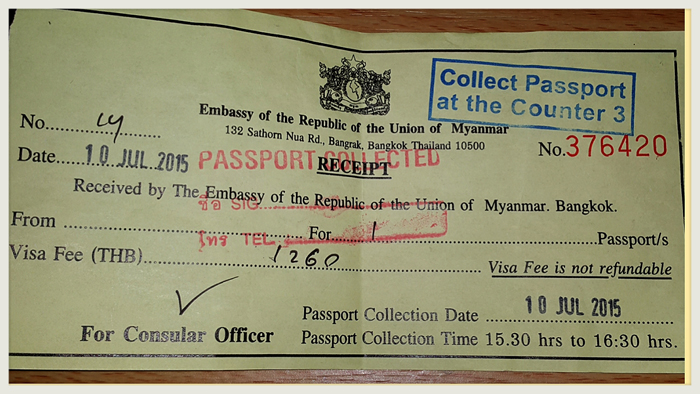 Collect Passport
at the Counter 3
Embassy of the Republic of the Union of Myanmar
132 Sathorn Nua Rd., Bangrak, Bangkok Thailand 10500
No.376420
No....................
Date.... 10 JUL 2015
PASSPORT COLLECTED
RECEIPT
Received by The Embassy of the Republic of the Union of Myanmar. Bangkok.
ชื่อ SIG.
From ........................ For....1....Passport/s
โทร TEL.
Visa Fee (THB)....1260.... Visa Fee is not refundable
Passport Collection Date ....10 JUL 2015
For Consular Officer
Passport Collection Time 15.30 hrs to 16:30 hrs.